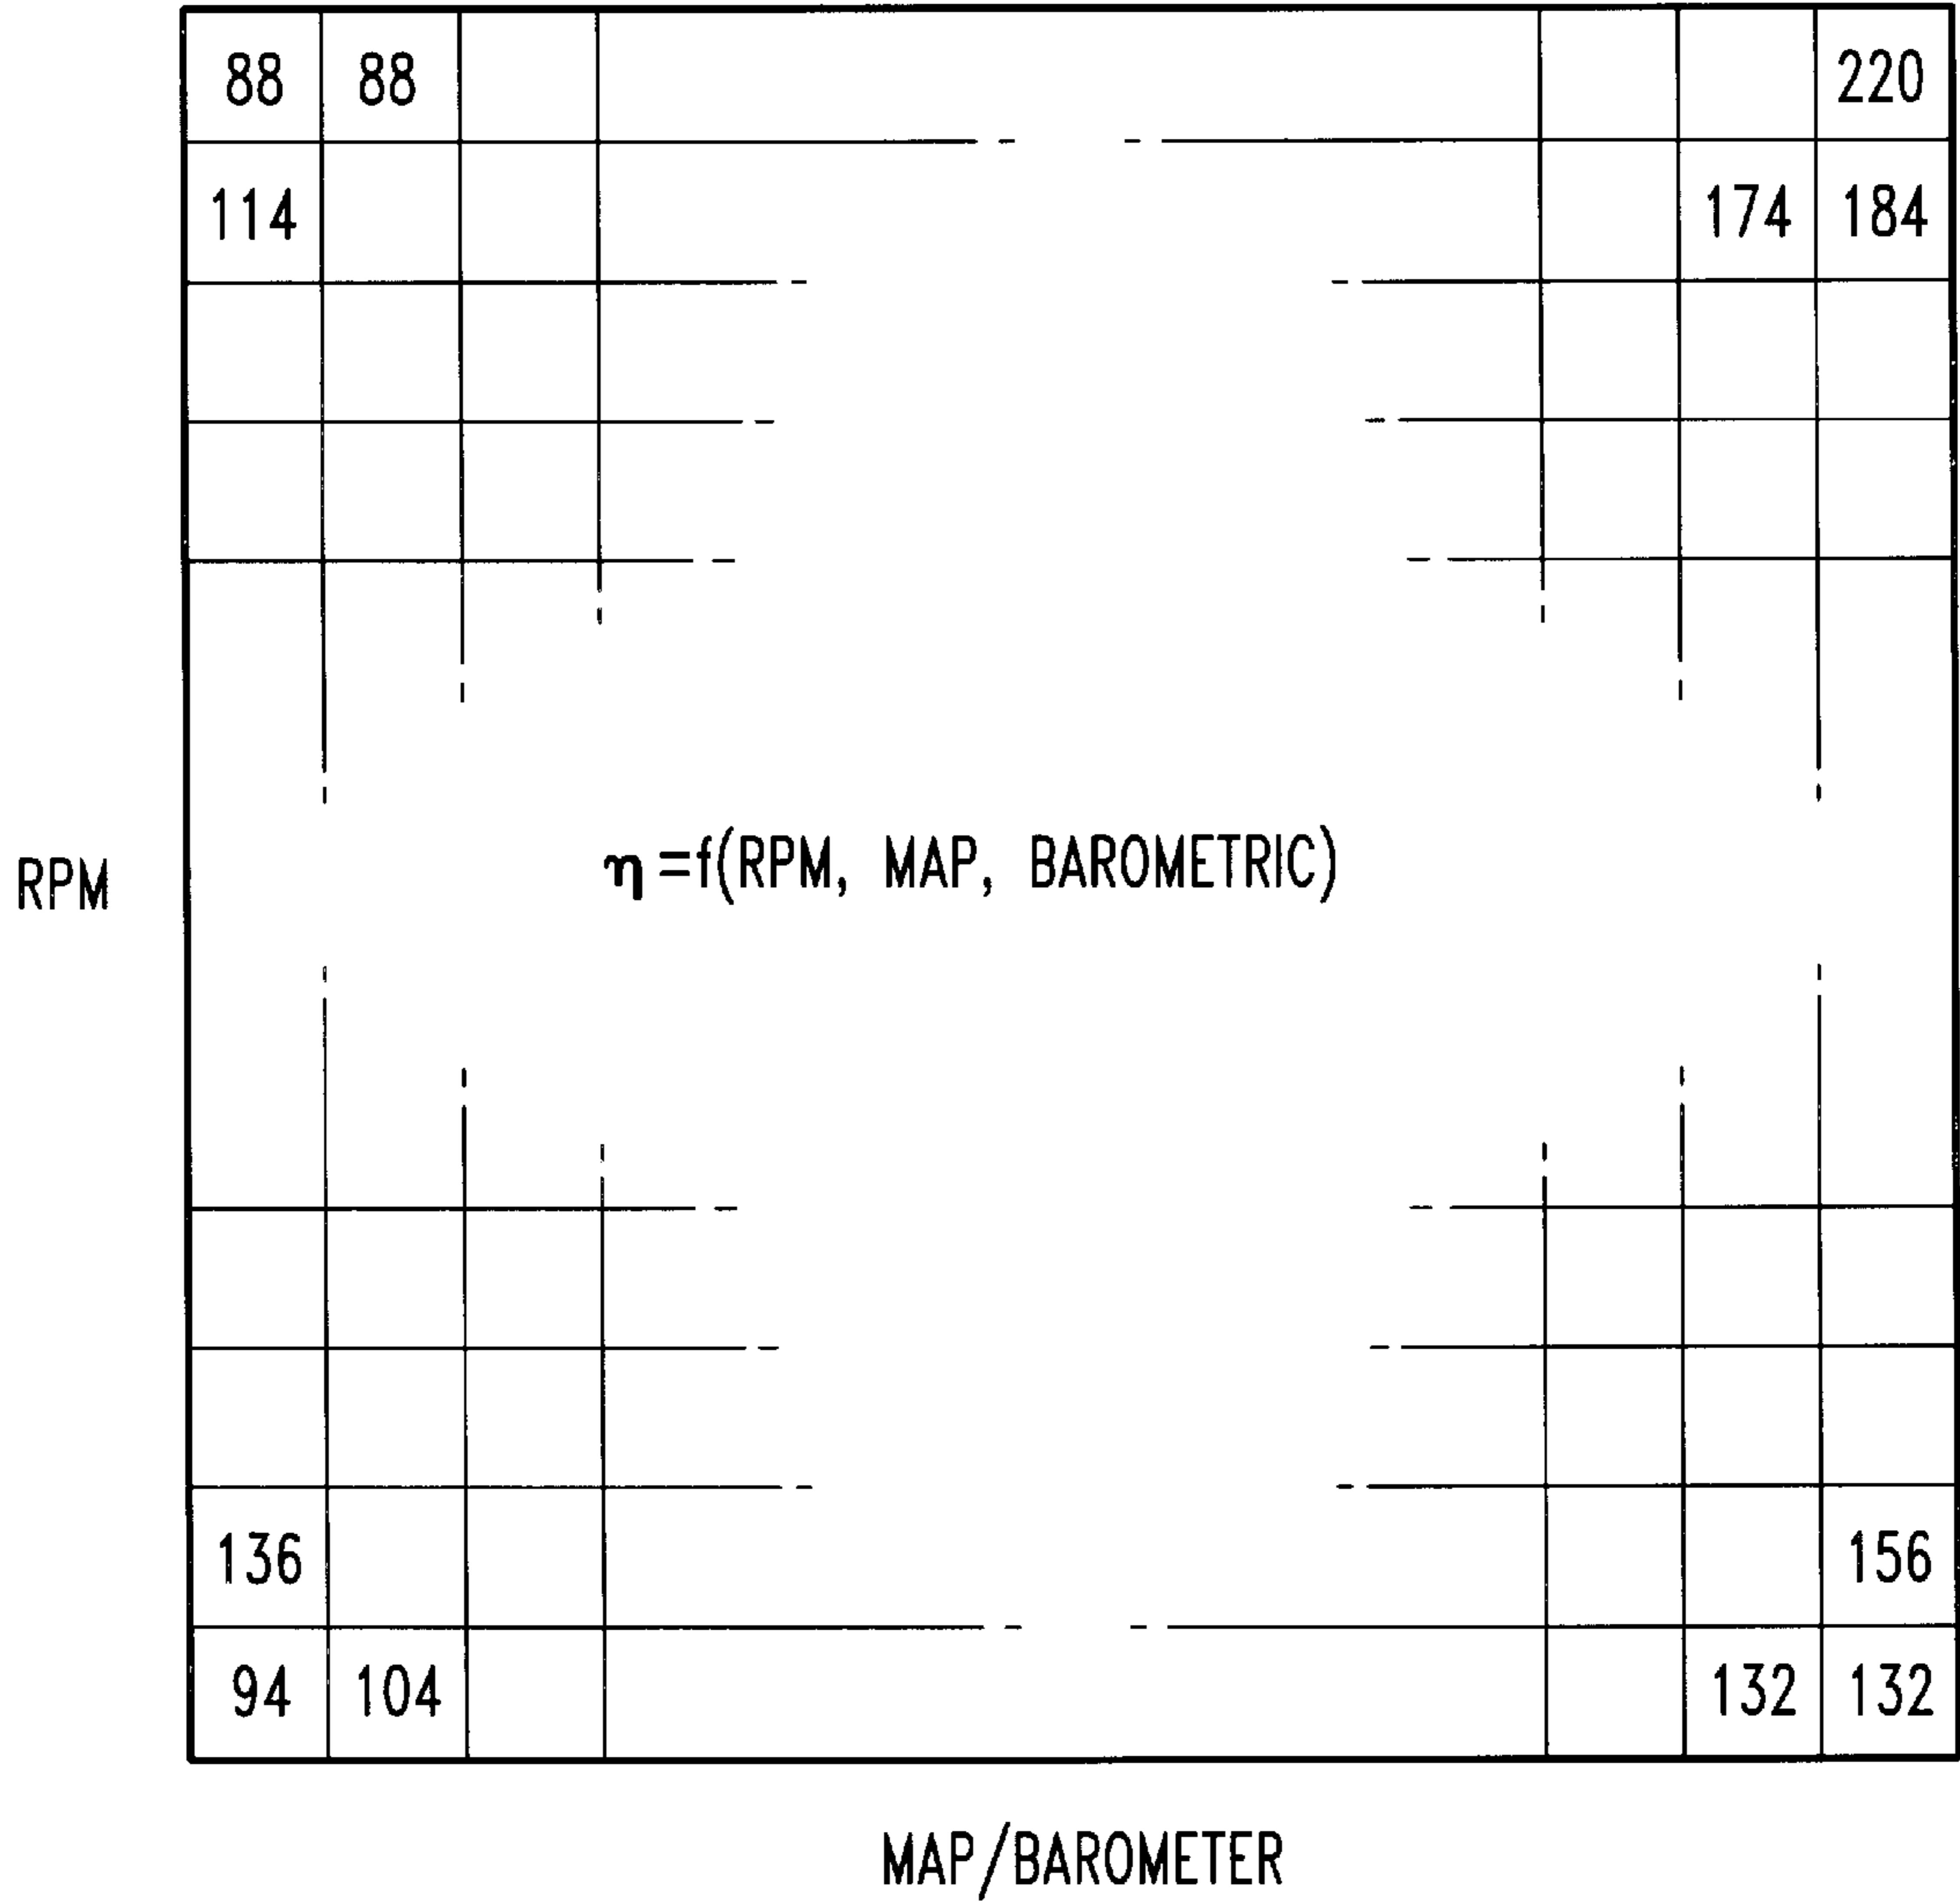 88 88 220
114 174 184
RPM
η =f(RPM, MAP, BAROMETRIC)
136 156
94 104 132 132
MAP/BAROMETER